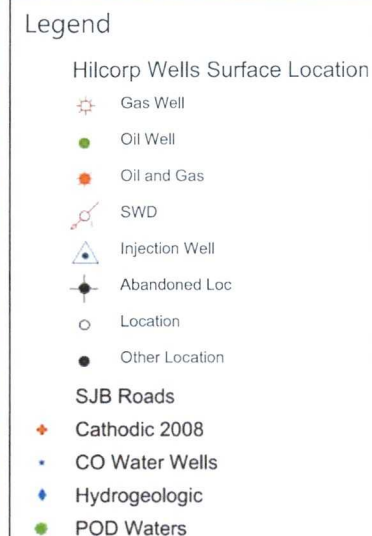 Legend
Hilcorp Wells Surface Location
Gas Well
Oil Well
Oil and Gas
SWD
Injection Well
Abandoned Loc
Location
Other Location
SJB Roads
Cathodic 2008
CO Water Wells
Hydrogeologic
POD Waters